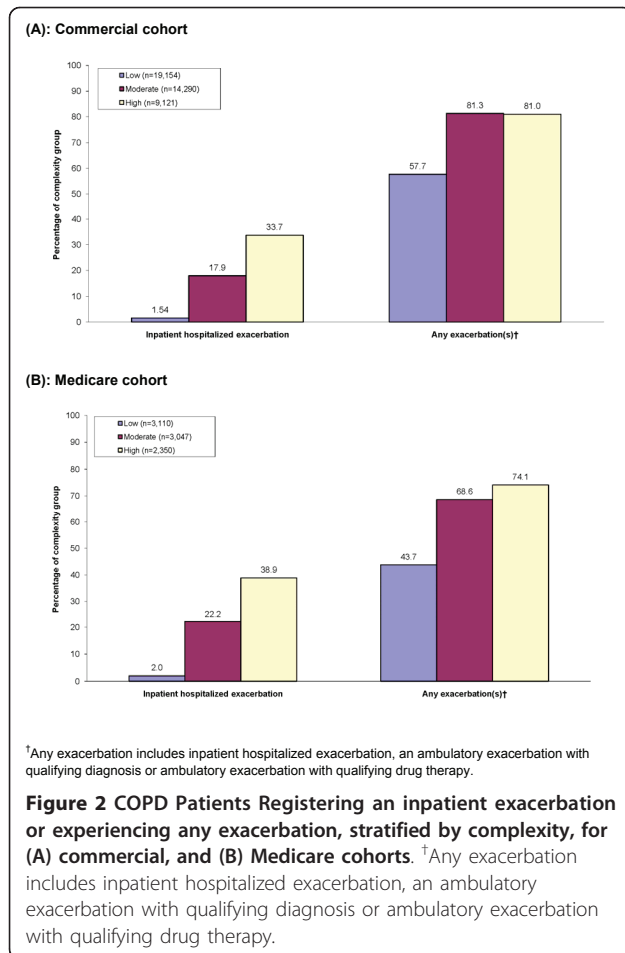 (A): Commercial cohort
Percentage of complexity group
100
90
80
70
60
50
40
30
20
10
0
Low (n=19,154)
Moderate (n=14,290)
High (n=9,121)
1.54
17.9
33.7
57.7
81.3
81.0
Inpatient hospitalized exacerbation
Any exacerbation(s)†
(B): Medicare cohort
Percentage of complexity group
100
90
80
70
60
50
40
30
20
10
0
Low (n=3,110)
Moderate (n=3,047)
High (n=2,350)
2.0
22.2
38.9
43.7
68.6
74.1
Inpatient hospitalized exacerbation
Any exacerbation(s)†
†Any exacerbation includes inpatient hospitalized exacerbation, an ambulatory exacerbation with
qualifying diagnosis or ambulatory exacerbation with qualifying drug therapy.
Figure 2 COPD Patients Registering an inpatient exacerbation
or experiencing any exacerbation, stratified by complexity, for
(A) commercial, and (B) Medicare cohorts. †Any exacerbation
includes inpatient hospitalized exacerbation, an ambulatory
exacerbation with qualifying diagnosis or ambulatory exacerbation
with qualifying drug therapy.